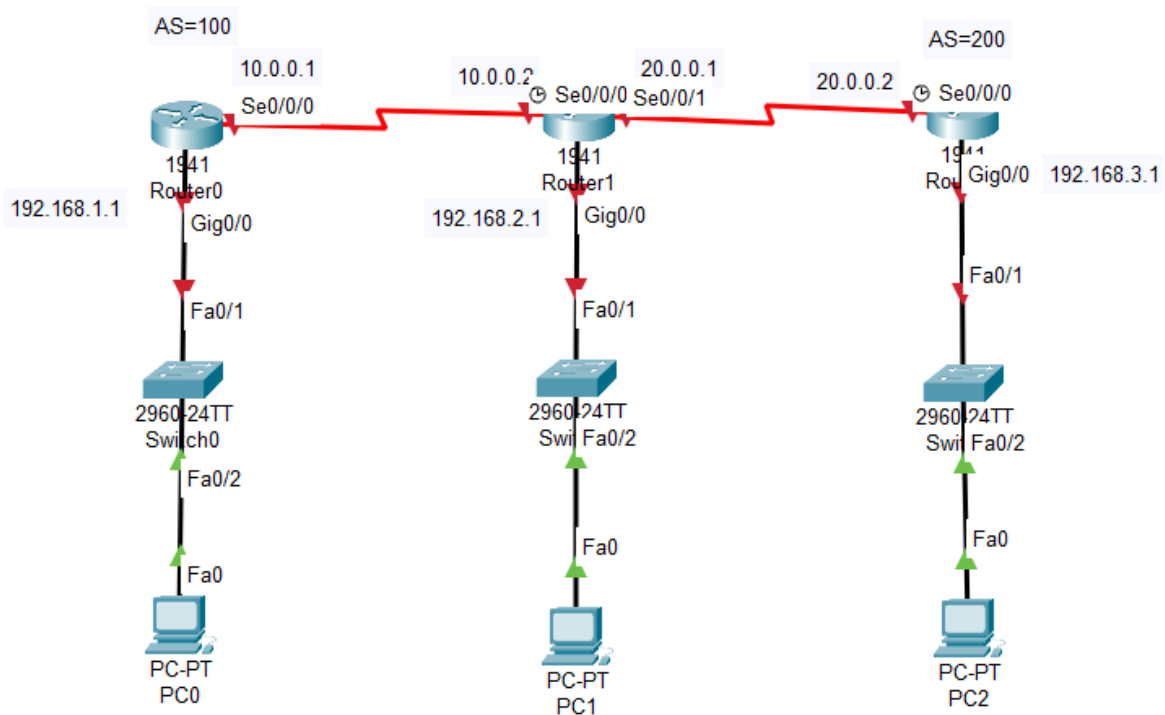 AS=100
AS=200
10.0.0.1
10.0.0.2
20.0.0.1
20.0.0.2
Se0/0/0
Se0/0/0
Se0/0/1
Se0/0/0
1941
Router0
1941
Router1
1941
192.168.1.1
Gig0/0
192.168.2.1
Gig0/0
Gig0/0
192.168.3.1
Fa0/1
Fa0/1
Fa0/1
2960-24TT
Switch0
2960-24TT
Fa0/2
2960-24TT
Fa0/2
Fa0/2
Fa0
Fa0
Fa0
PC-PT
PC0
PC-PT
PC1
PC-PT
PC2